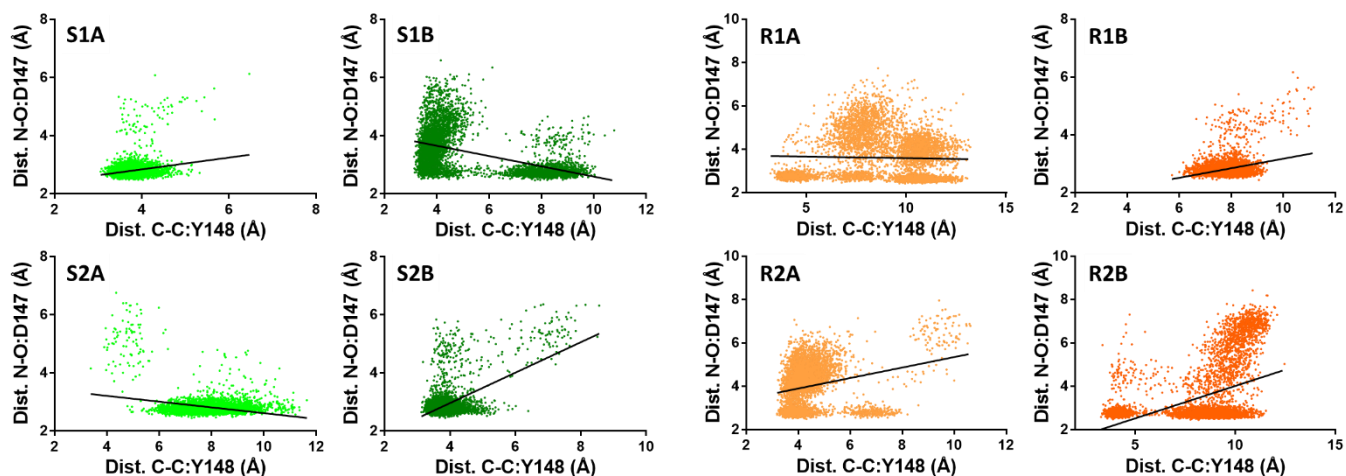 S1A
Dist. N-O:D147 (Å)
8
6
4
2
2 4 6 8
Dist. C-C:Y148 (Å)
S1B
Dist. N-O:D147 (Å)
8
6
4
2
2 4 6 8 10 12
Dist. C-C:Y148 (Å)
R1A
Dist. N-O:D147 (Å)
10
8
6
4
2
5 10 15
Dist. C-C:Y148 (Å)
R1B
Dist. N-O:D147 (Å)
8
6
4
2
2 4 6 8 10 12
Dist. C-C:Y148 (Å)
S2A
Dist. N-O:D147 (Å)
8
6
4
2
2 4 6 8 10 12
Dist. C-C:Y148 (Å)
S2B
Dist. N-O:D147 (Å)
8
6
4
2
2 4 6 8 10
Dist. C-C:Y148 (Å)
R2A
Dist. N-O:D147 (Å)
10
8
6
4
2
2 4 6 8 10 12
Dist. C-C:Y148 (Å)
R2B
Dist. N-O:D147 (Å)
10
8
6
4
2
5 10 15
Dist. C-C:Y148 (Å)